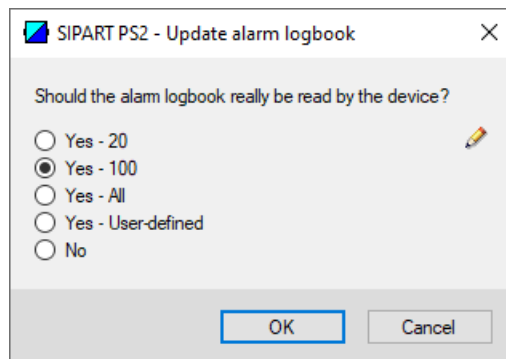 SIPART PS2 - Update alarm logbook
Should the alarm logbook really be read by the device?
Yes - 20
Yes - 100
Yes - All
Yes - User-defined
No
OK
Cancel